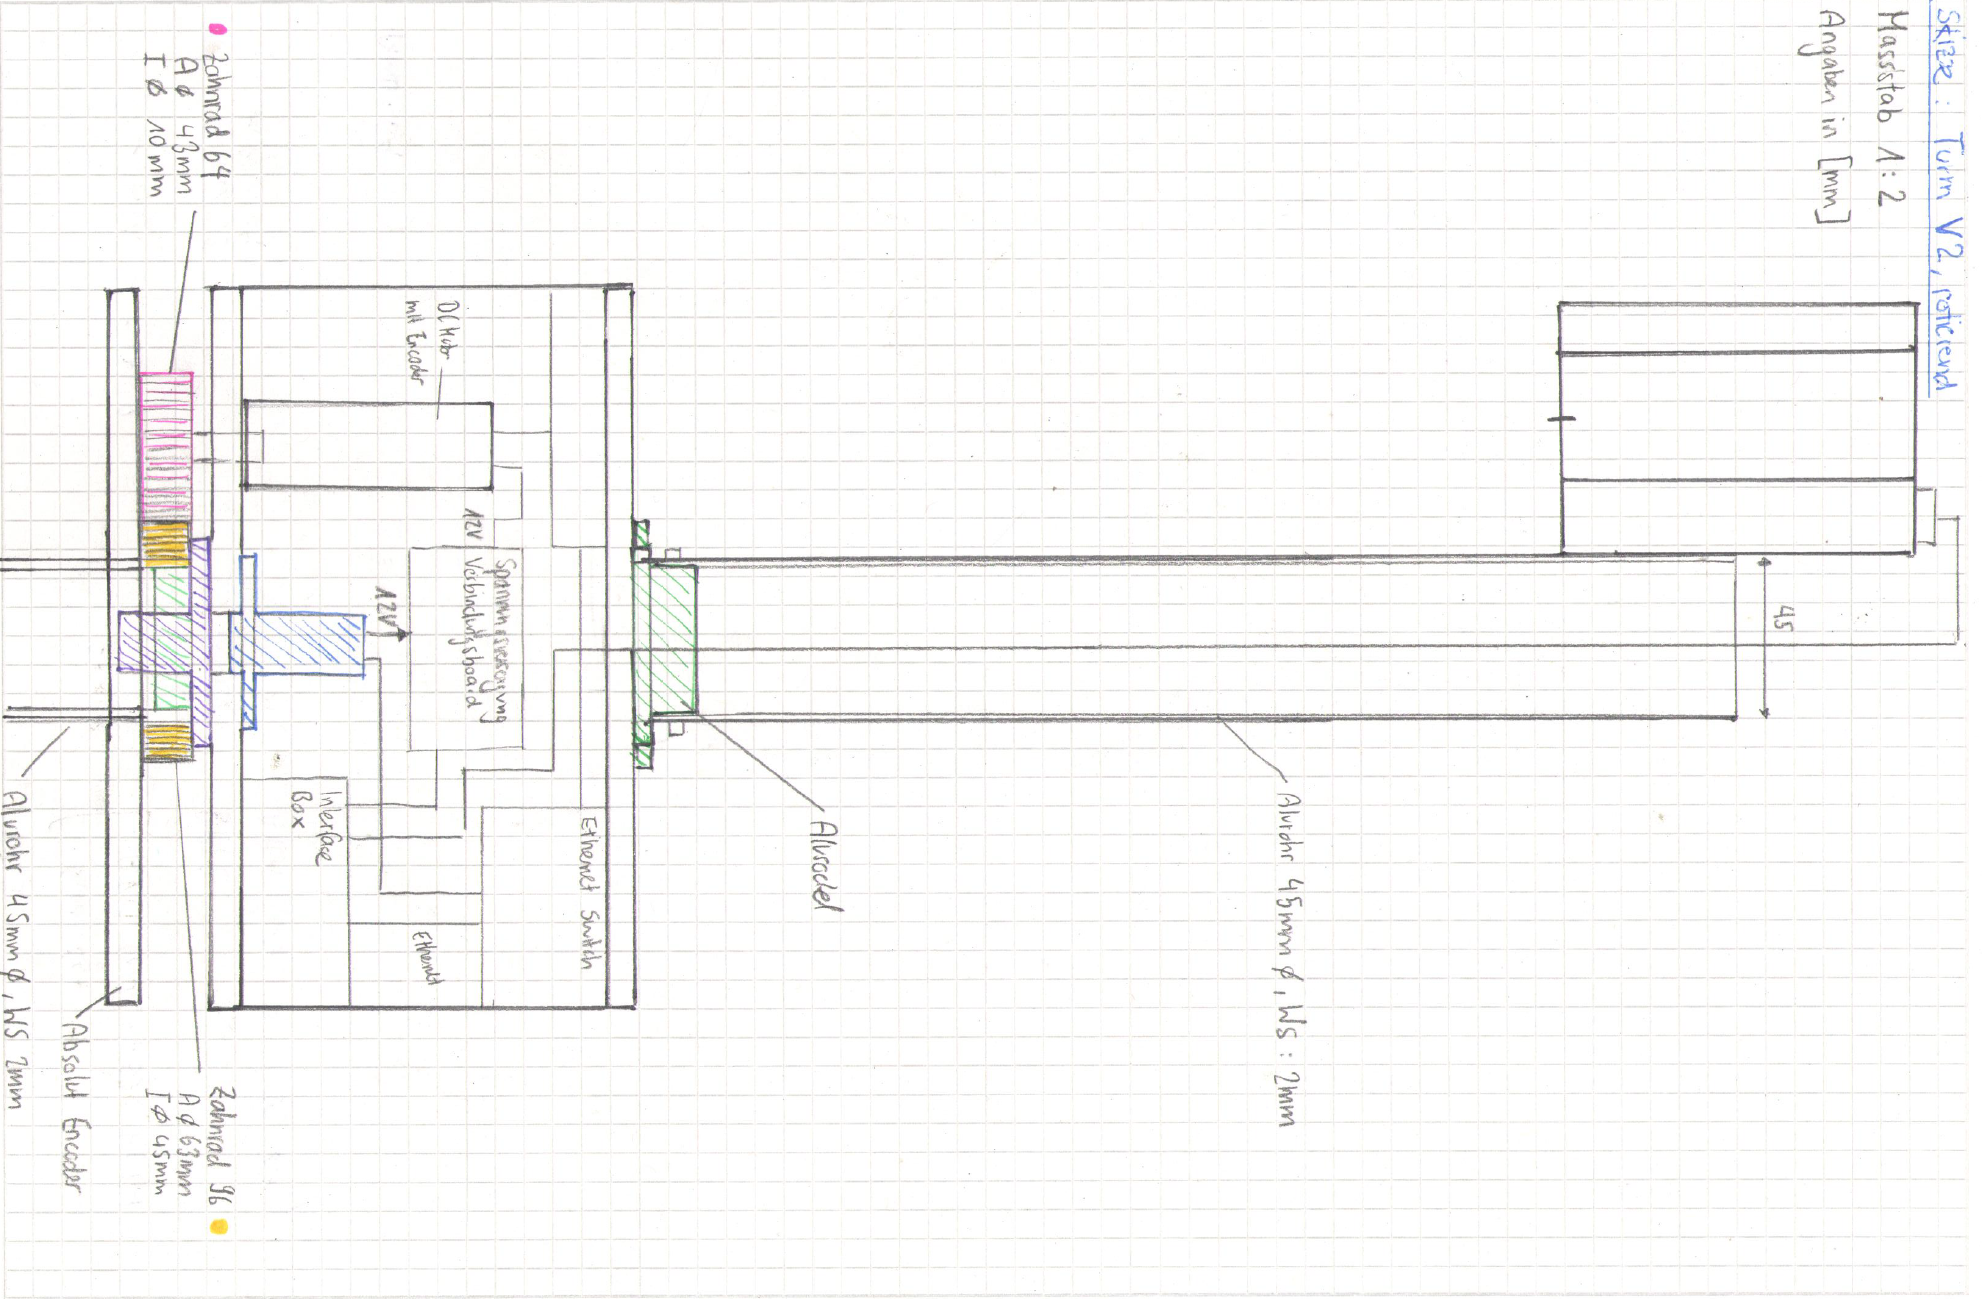 Skizze : Turm V2, rotierend
Massstab 1:2
Angaben in [mm]
45
Alurohr 45mm ø, WS : 2mm
Alusockel
DC Motor
mit Encoder
12V
Spannungsversorgung
Verbindungsboard
12V
Ethernet Switch
Ethernet
Interface
Box
Zahnrad 64
A ø 43mm
I ø 10mm
Zahnrad 96
A ø 63mm
I ø 45mm
Absolut Encoder
Alurohr 45mm ø, WS 2mm